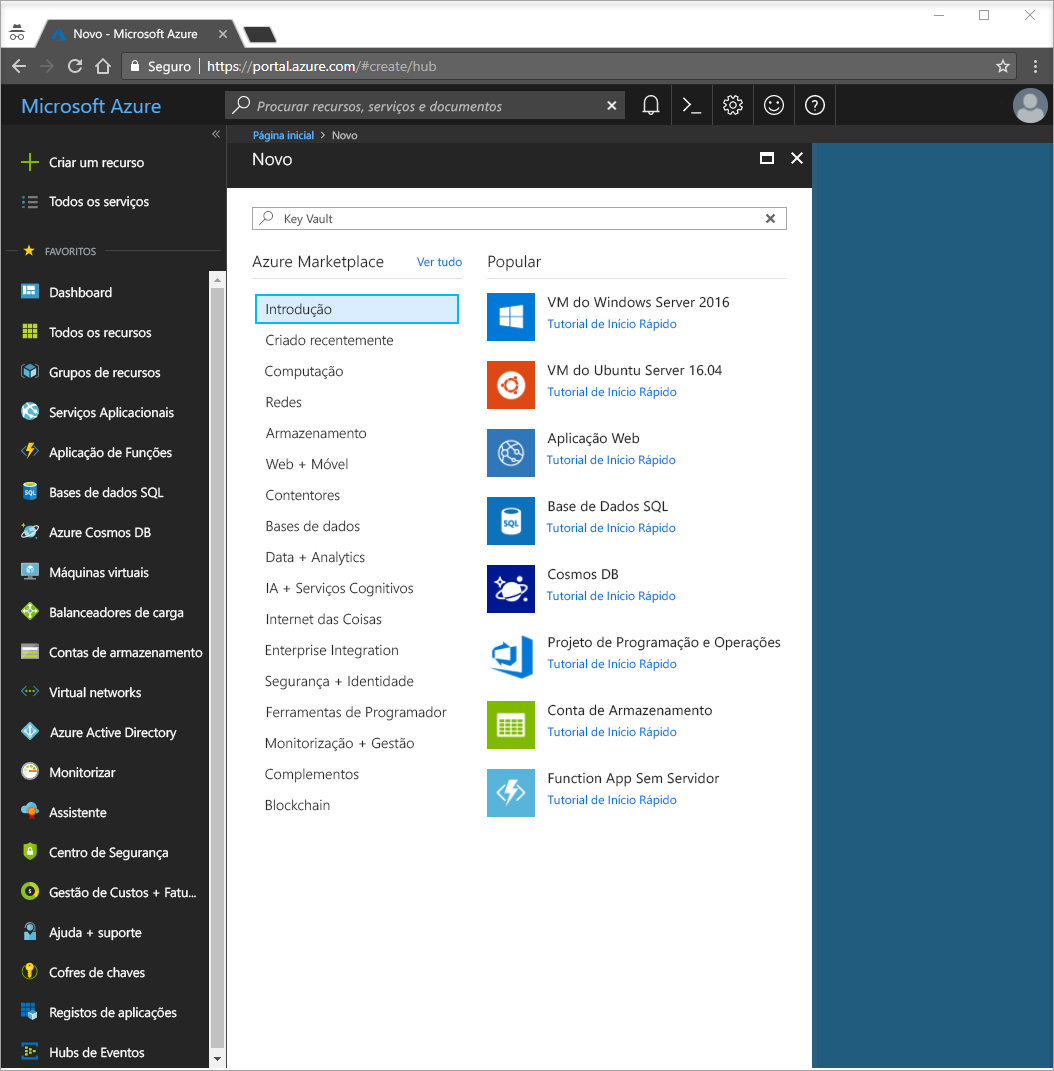 Novo - Microsoft Azure
Seguro | https://portal.azure.com/#create/hub
Microsoft Azure
Procurar recursos, serviços e documentos
Página inicial > Novo
Novo
Criar um recurso
Todos os serviços
FAVORITOS
Dashboard
Todos os recursos
Grupos de recursos
Serviços Aplicacionais
Aplicação de Funções
Bases de dados SQL
Azure Cosmos DB
Máquinas virtuais
Balanceadores de carga
Contas de armazenamento
Virtual networks
Azure Active Directory
Monitorizar
Assistente
Centro de Segurança
Gestão de Custos + Fatu...
Ajuda + suporte
Cofres de chaves
Registos de aplicações
Hubs de Eventos
Key Vault
Azure Marketplace
Ver tudo
Introdução
Criado recentemente
Computação
Redes
Armazenamento
Web + Móvel
Contentores
Bases de dados
Data + Analytics
IA + Serviços Cognitivos
Internet das Coisas
Enterprise Integration
Segurança + Identidade
Ferramentas de Programador
Monitorização + Gestão
Complementos
Blockchain
Popular
VM do Windows Server 2016
Tutorial de Início Rápido
VM do Ubuntu Server 16.04
Tutorial de Início Rápido
Aplicação Web
Tutorial de Início Rápido
SQL
Base de Dados SQL
Tutorial de Início Rápido
Cosmos DB
Tutorial de Início Rápido
Projeto de Programação e Operações
Tutorial de Início Rápido
Conta de Armazenamento
Tutorial de Início Rápido
Function App Sem Servidor
Tutorial de Início Rápido